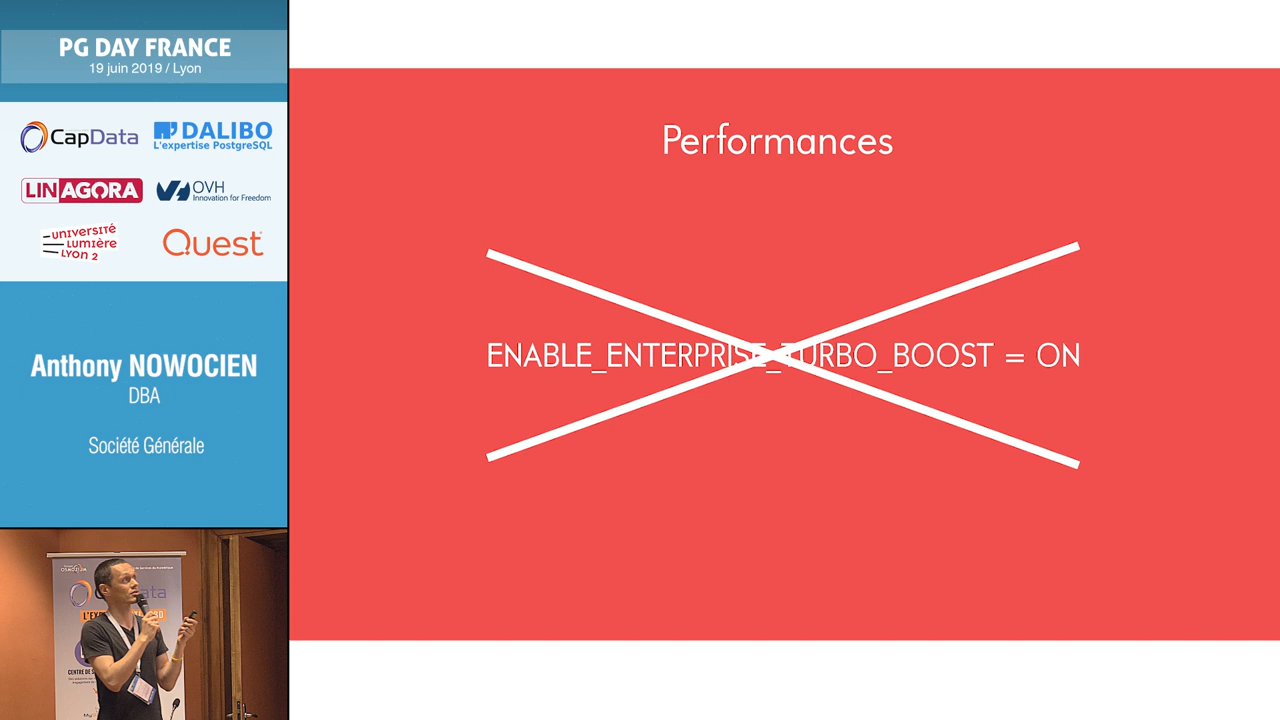 PG DAY FRANCE
19 juin 2019 / Lyon
CapData
DALIBO
L'expertise PostgreSQL
LINAGORA
OVH
Innovation for Freedom
UNIVERSITÉ
LUMIÈRE
LYON 2
Quest
Anthony NOWOCIEN
DBA
Société Générale
Performances
ENABLE_ENTERPRISE_TURBO_BOOST = ON